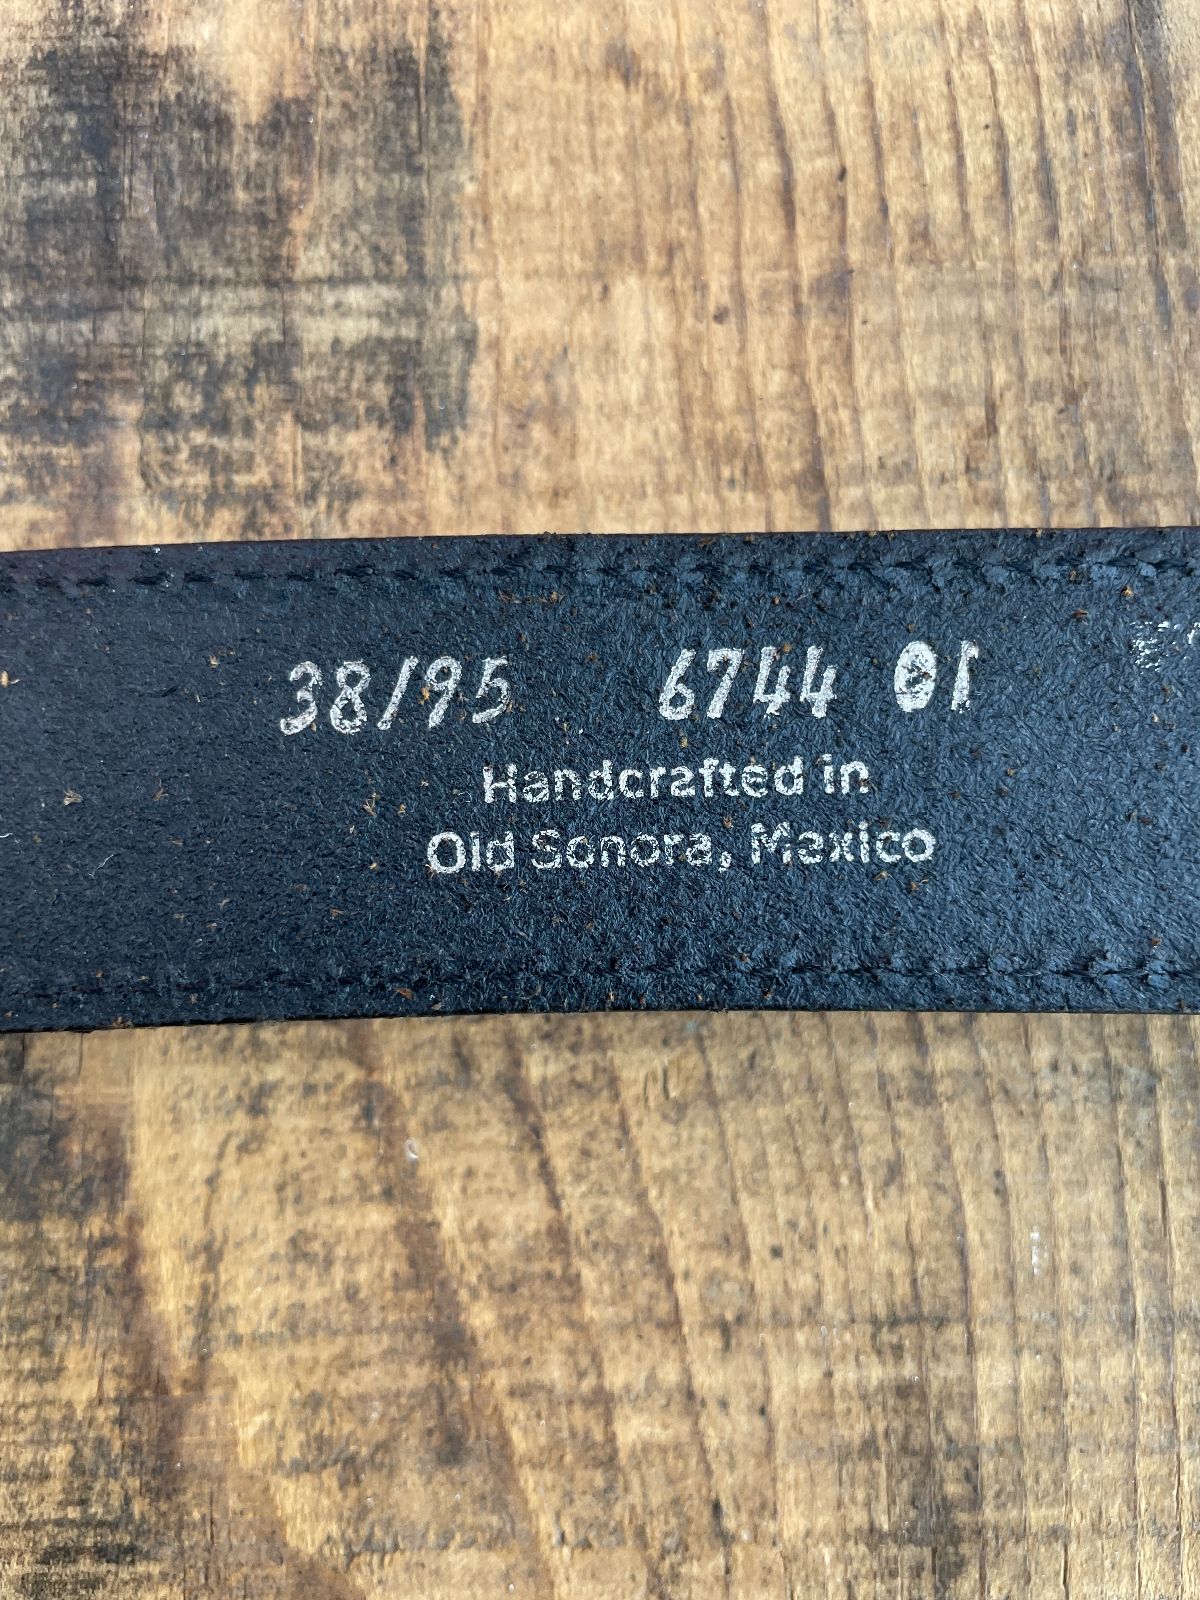 38/95 6744 01
Handcrafted in
Old Sonora, Mexico